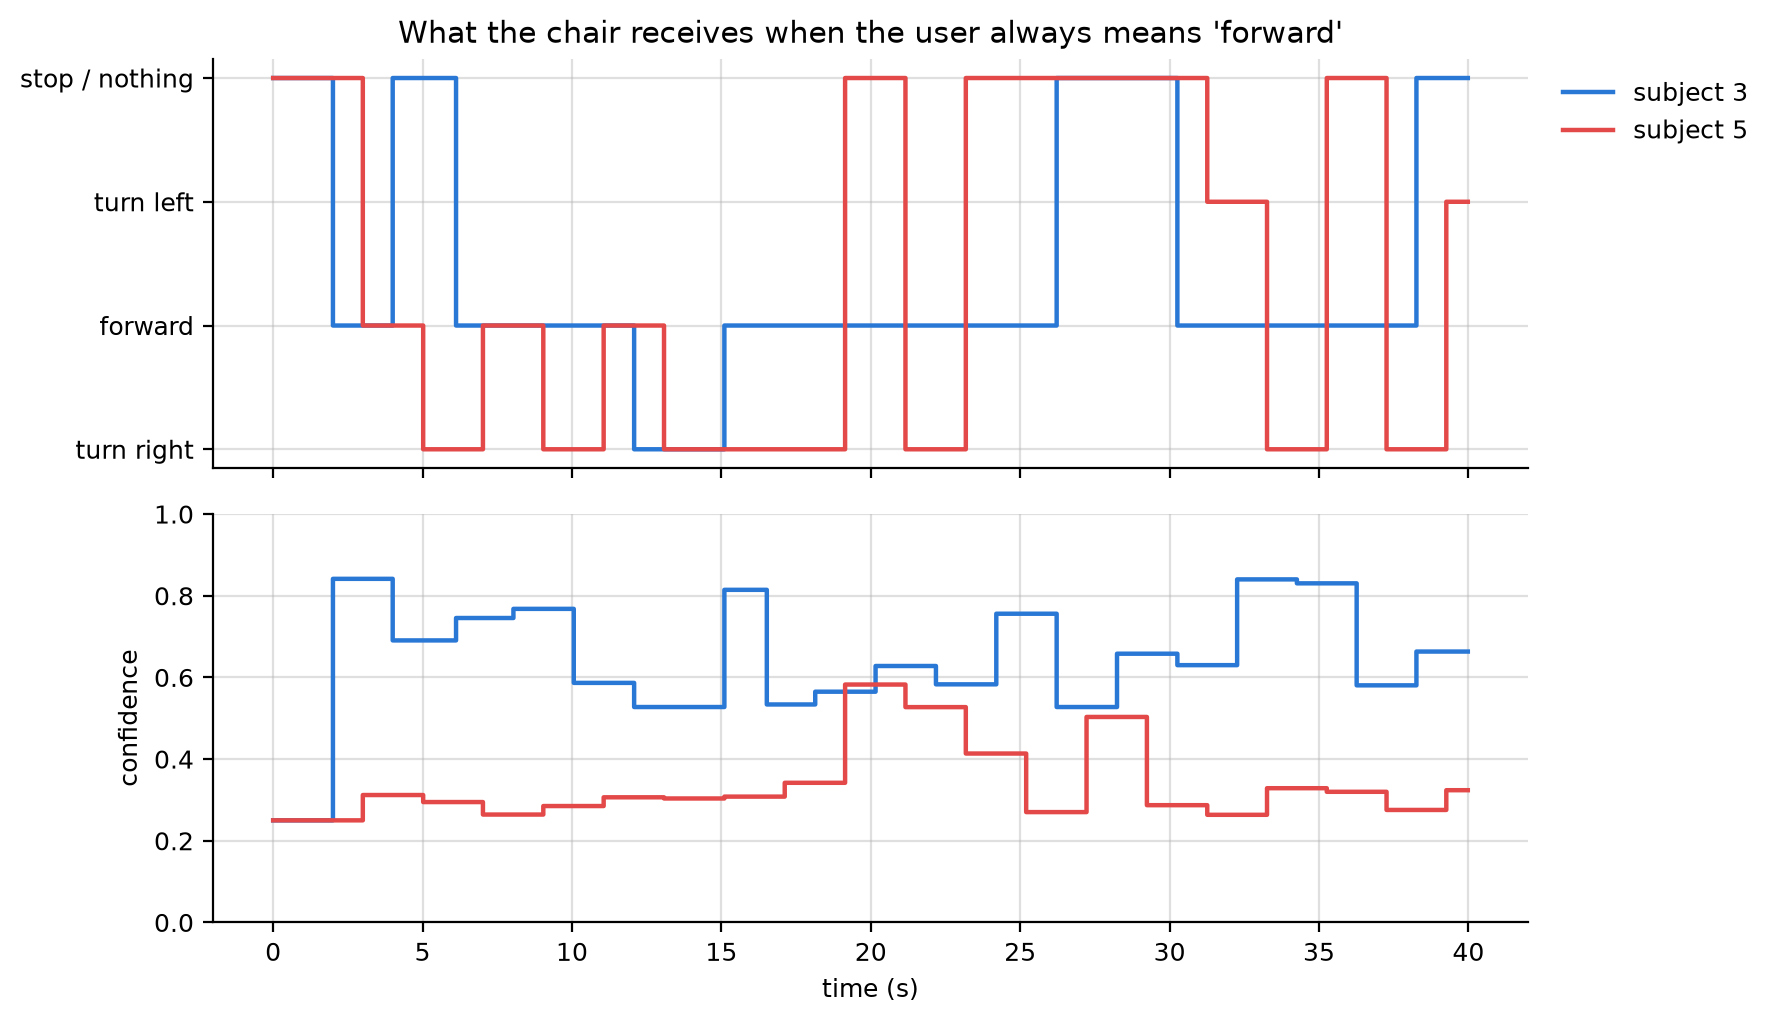 What the chair receives when the user always means 'forward'
stop / nothing
turn left
forward
turn right
subject 3
subject 5
1.0
0.8
0.6
0.4
0.2
0.0
confidence
0 5 10 15 20 25 30 35 40
time (s)